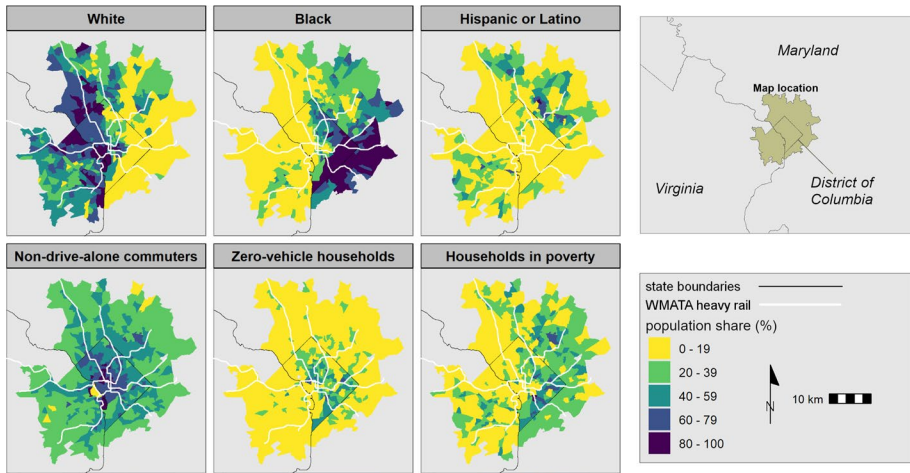 White
Black
Hispanic or Latino
Non-drive-alone commuters
Zero-vehicle households
Households in poverty
Maryland
Map location
Virginia
District of
Columbia
state boundaries
WMATA heavy rail
population share (%)
0 - 19
20 - 39
40 - 59
60 - 79
80 - 100
N
10 km